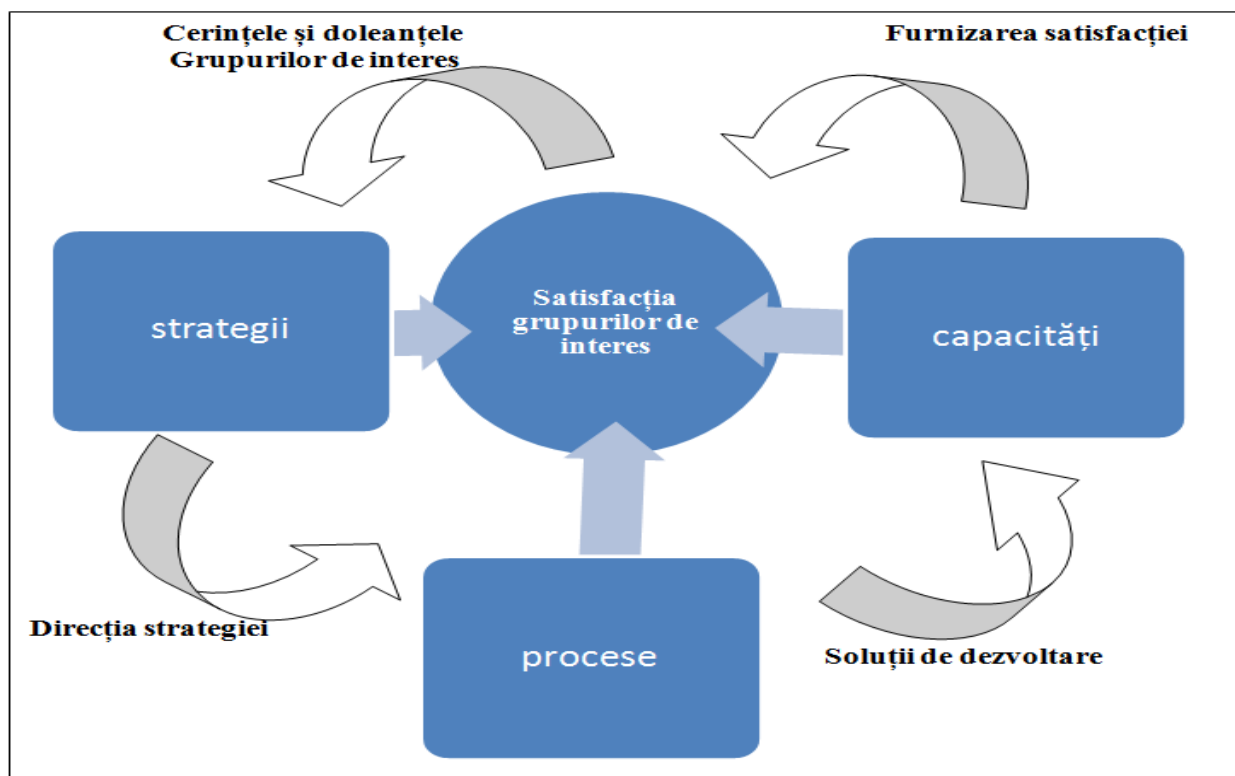 Cerințele și doleanțele
Grupurilor de interes
Furnizarea satisfacției
strategii
Satisfacția
grupurilor de
interes
capacități
Direcția strategiei
procese
Soluții de dezvoltare